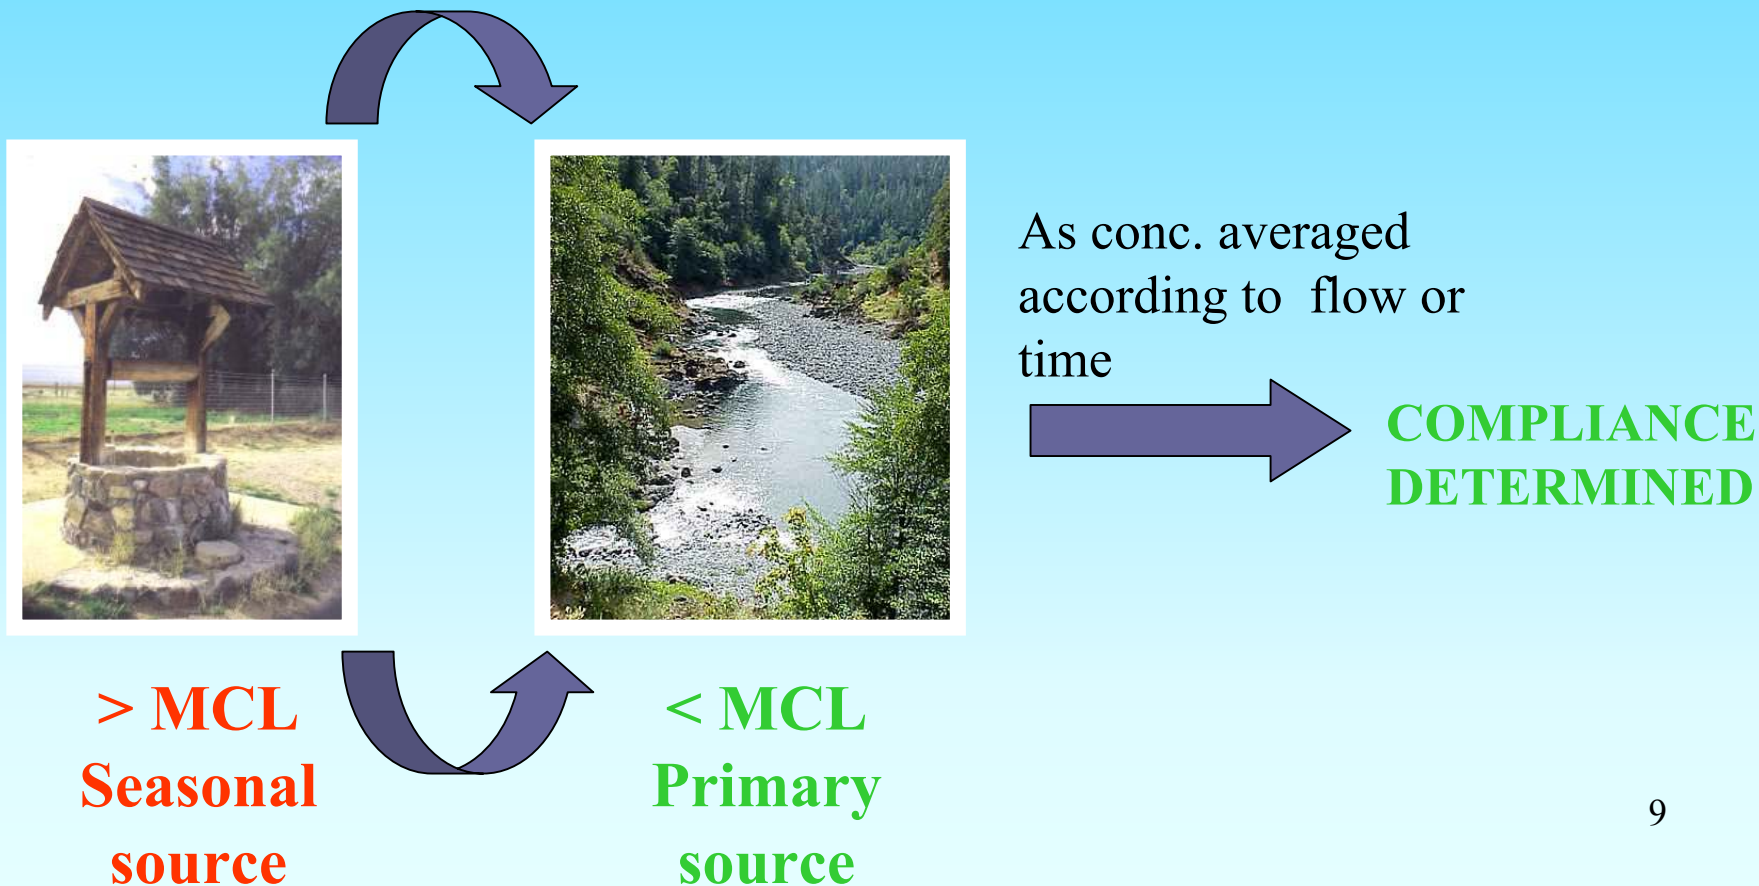 As conc. averaged
according to flow or
time
COMPLIANCE
DETERMINED
> MCL
Seasonal
source
< MCL
Primary
source
9